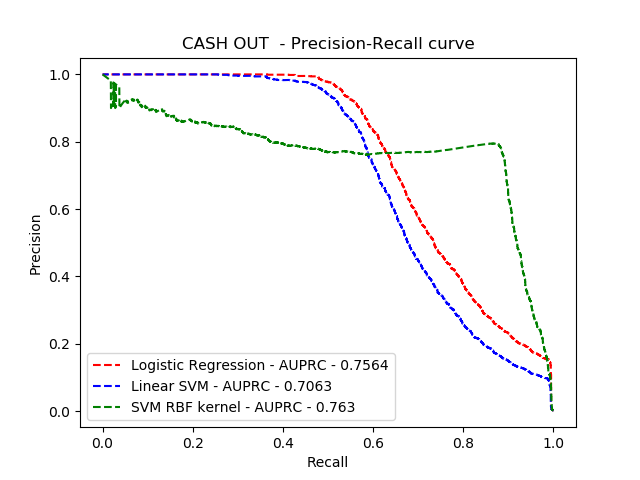 CASH OUT  - Precision-Recall curve
Precision
1.0
0.8
0.6
0.4
0.2
0.0
Logistic Regression - AUPRC - 0.7564
Linear SVM - AUPRC - 0.7063
SVM RBF kernel - AUPRC - 0.763
0.0 0.2 0.4 0.6 0.8 1.0
Recall